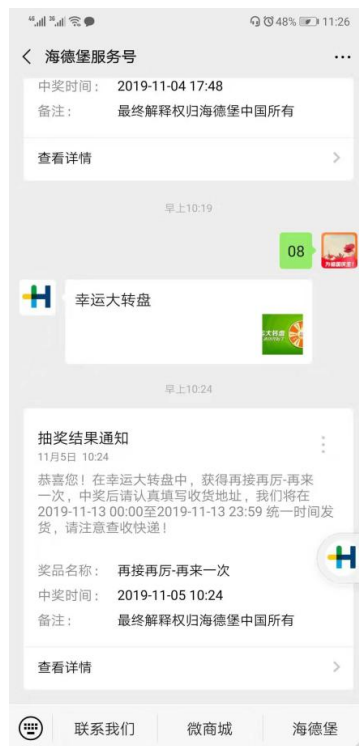 48% 11:26
海德堡服务号
中奖时间： 2019-11-04 17:48
备注： 最终解释权归海德堡中国所有
查看详情
早上10:19
08
幸运大转盘
早上10:24
抽奖结果通知
11月5日 10:24
恭喜您！在幸运大转盘中，获得再接再厉-再来
一次，中奖后请认真填写收货地址，我们将在
2019-11-13 00:00至2019-11-13 23:59 统一时间发
货，请注意查收快递！
奖品名称： 再接再厉-再来一次
中奖时间： 2019-11-05 10:24
备注： 最终解释权归海德堡中国所有
查看详情
联系我们 微商城 海德堡